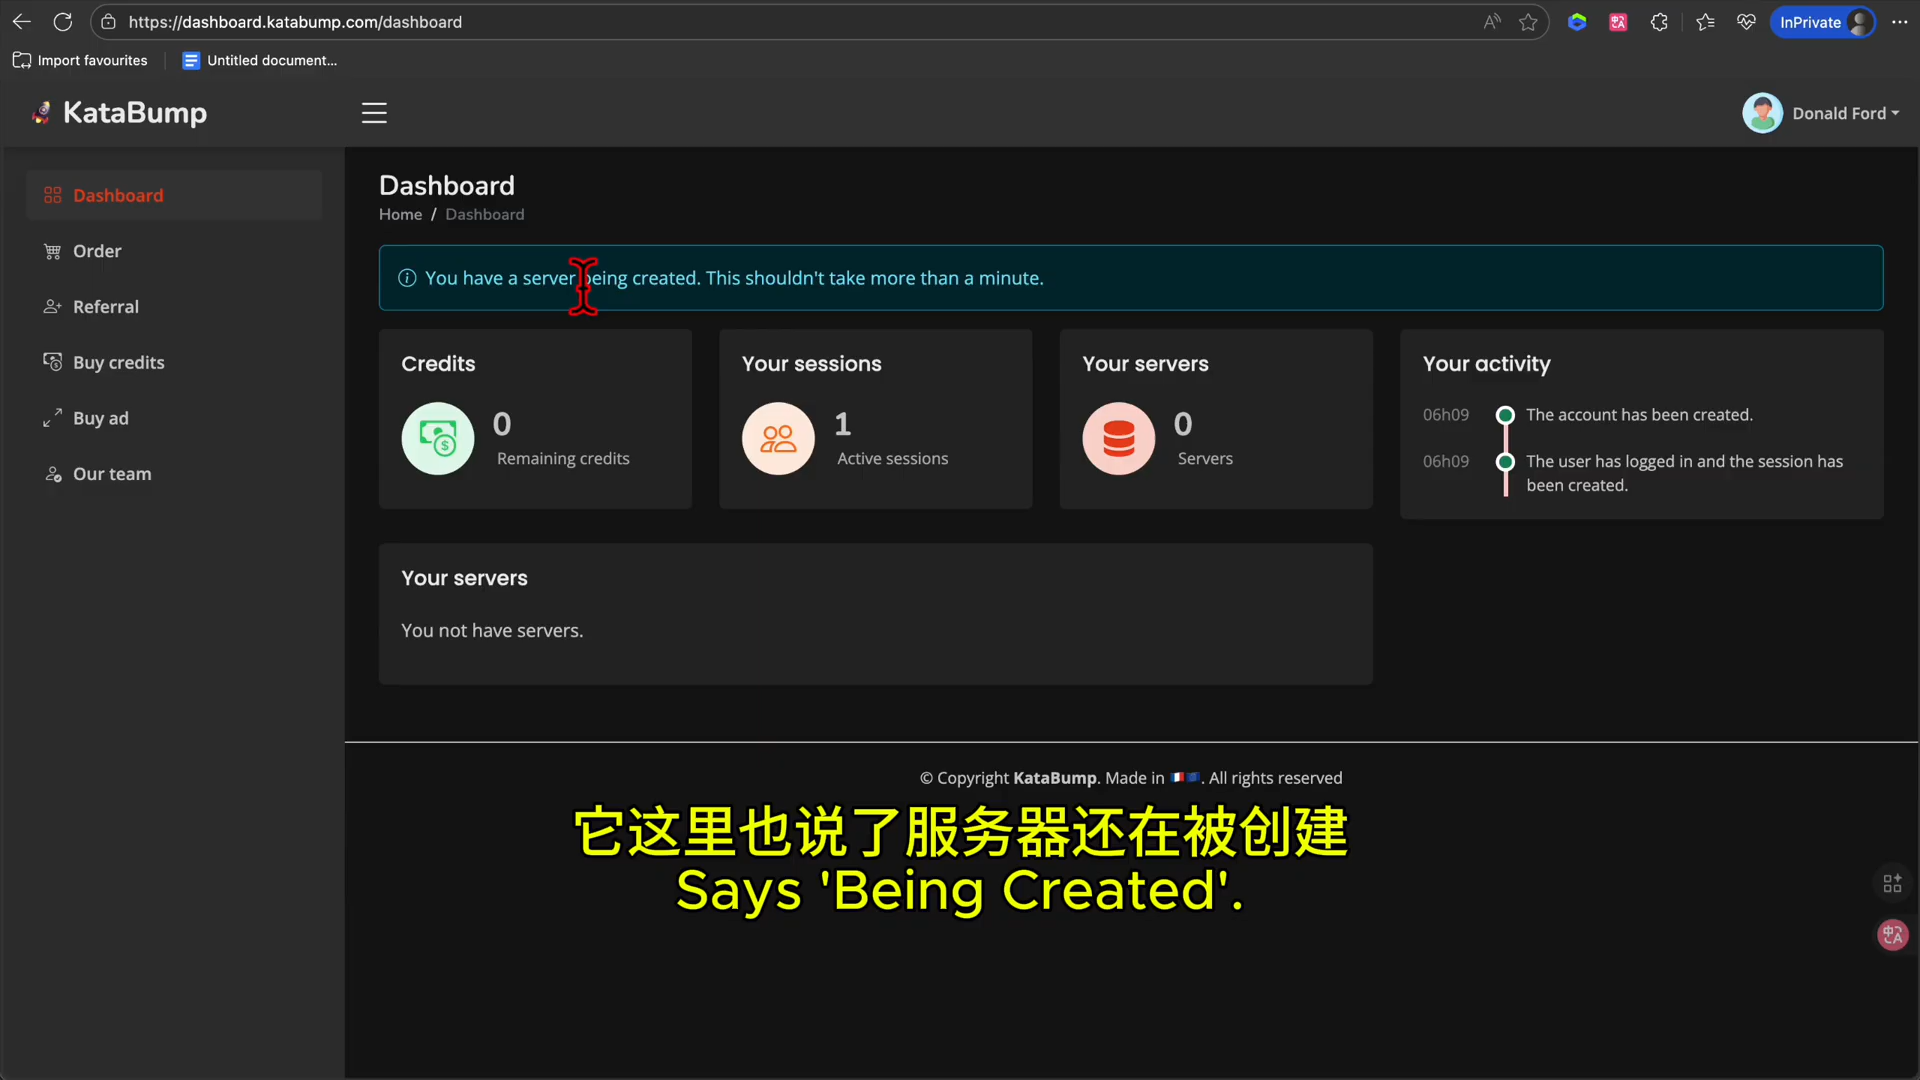 https://dashboard.katabump.com/dashboard
InPrivate
Import favourites
Untitled document...
KataBump
Donald Ford
Dashboard
Order
Referral
Buy credits
Buy ad
Our team
Dashboard
Home / Dashboard
You have a server being created. This shouldn't take more than a minute.
Credits
0
Remaining credits
Your sessions
1
Active sessions
Your servers
0
Servers
Your activity
06h09 The account has been created.
06h09 The user has logged in and the session has
been created.
Your servers
You not have servers.
© Copyright KataBump. Made in 🇫🇷🇪🇺. All rights reserved
它这里也说了服务器还在被创建
Says 'Being Created'.